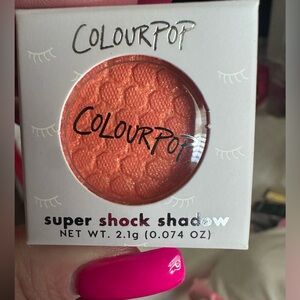 COLOURPOP
COLOURPOP
super shock shadow
NET WT. 2.1g (0.074 OZ)